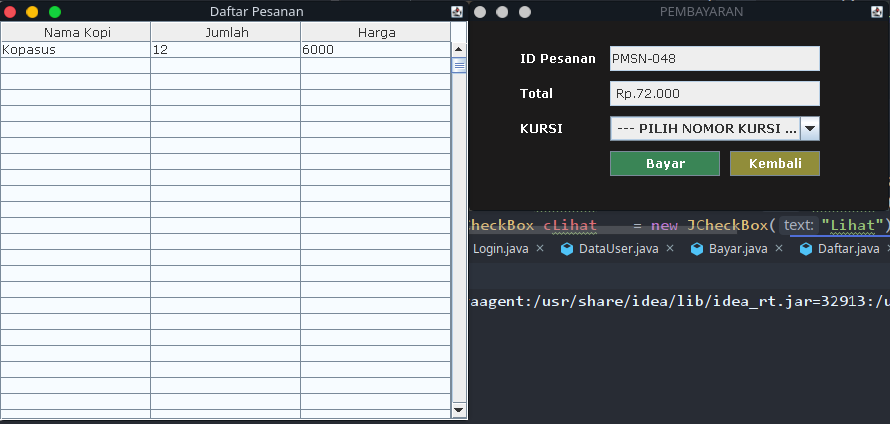 Daftar Pesanan
Nama Kopi Jumlah Harga
Kopasus 12 6000
PEMBAYARAN
ID Pesanan PMSN-048
Total Rp.72.000
KURSI --- PILIH NOMOR KURSI ...
Bayar Kembali
CheckBox cLihat = new JCheckBox( text: "Lihat")
Login.java × DataUser.java × Bayar.java × Daftar.java
aagent:/usr/share/idea/lib/idea_rt.jar=32913:/u